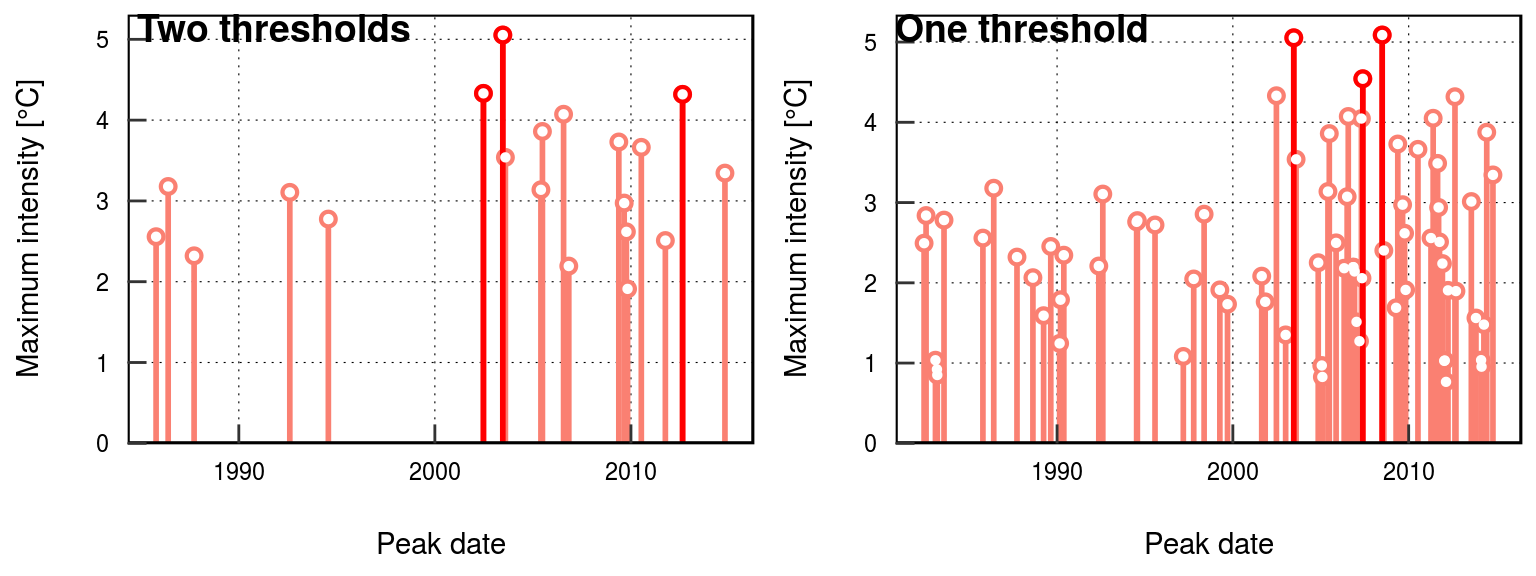 Two thresholds
Maximum intensity [°C]
5
4
3
2
1
0
1990 2000 2010
Peak date
One threshold
Maximum intensity [°C]
5
4
3
2
1
0
1990 2000 2010
Peak date